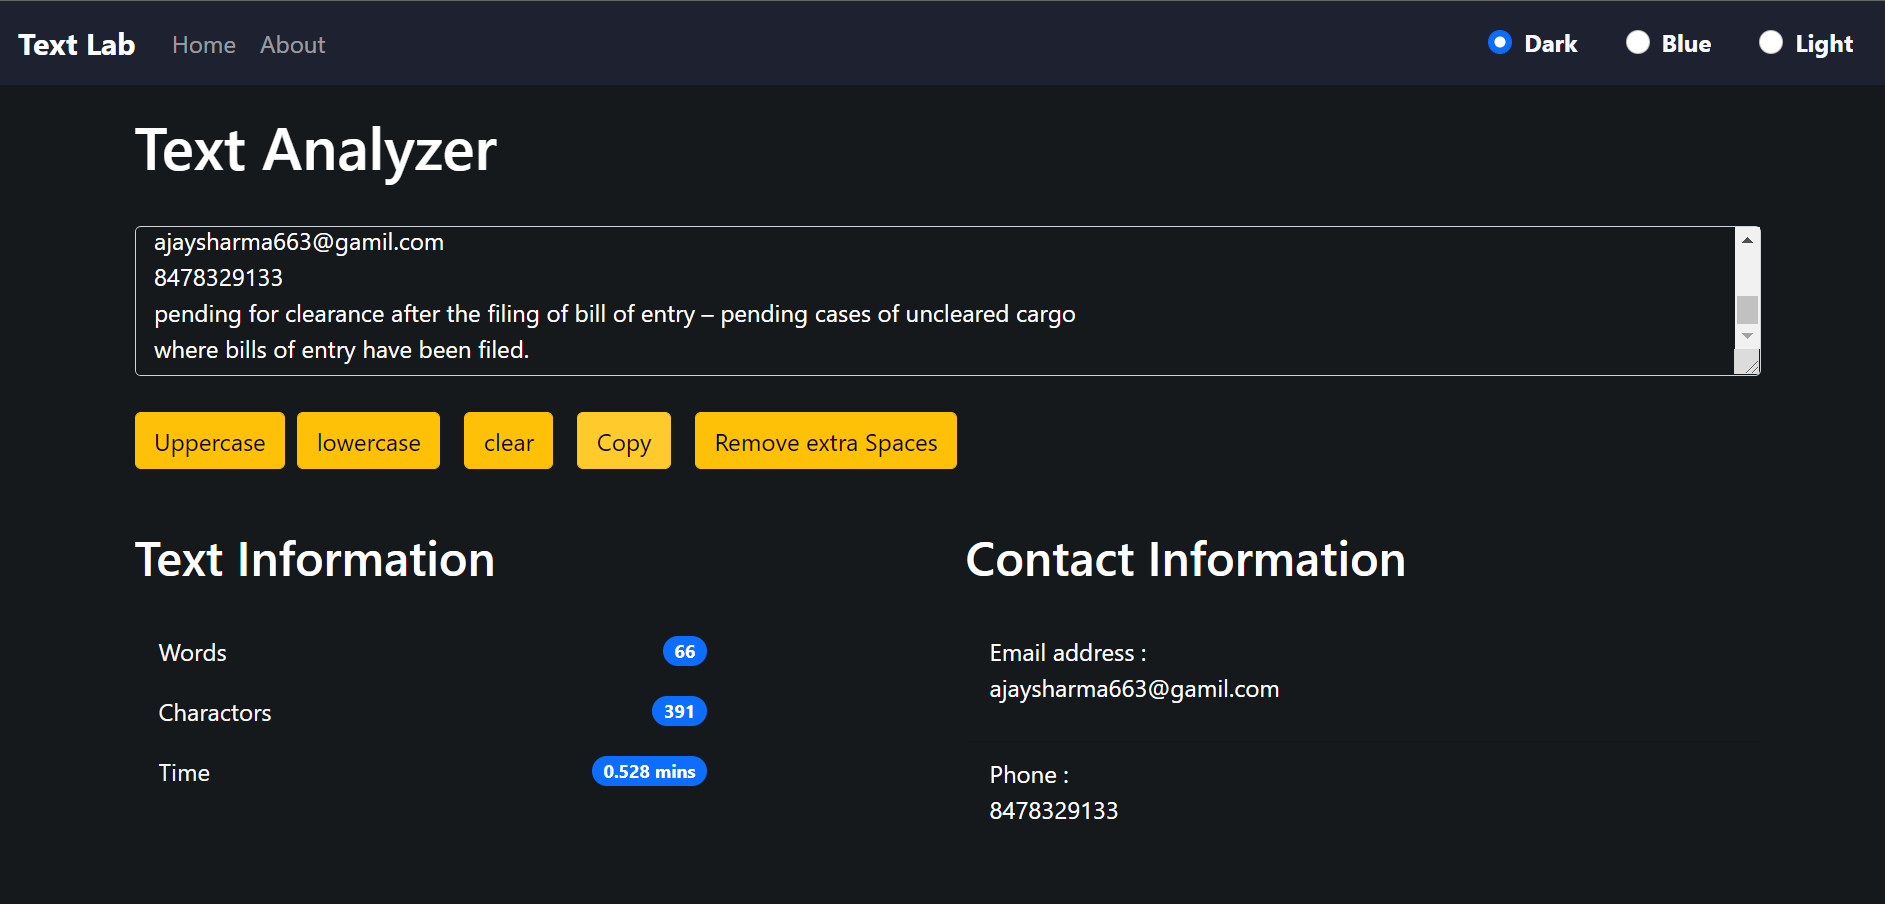 Text Lab Home About Dark Blue Light
Text Analyzer
ajaysharma663@gamil.com
8478329133
pending for clearance after the filing of bill of entry – pending cases of uncleared cargo
where bills of entry have been filed.
Uppercase lowercase clear Copy Remove extra Spaces
Text Information
Words 66
Charactors 391
Time 0.528 mins
Contact Information
Email address :
ajaysharma663@gamil.com
Phone :
8478329133